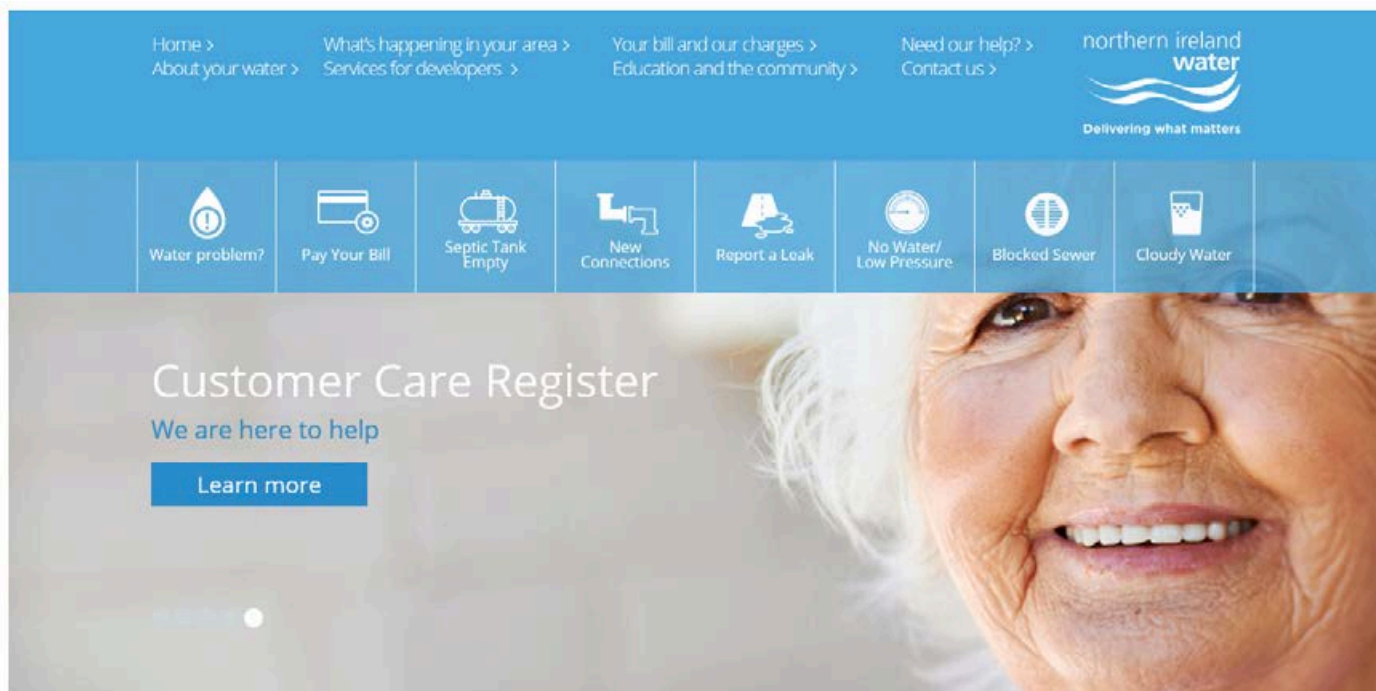 Home >
About your water >
What's happening in your area >
Services for developers >
Your bill and our charges >
Education and the community >
Need our help? >
Contact us >
northern ireland
water
Delivering what matters
Water problem?
Pay Your Bill
Septic Tank
Empty
New
Connections
Report a Leak
No Water/
Low Pressure
Blocked Sewer
Cloudy Water
Customer Care Register
We are here to help
Learn more